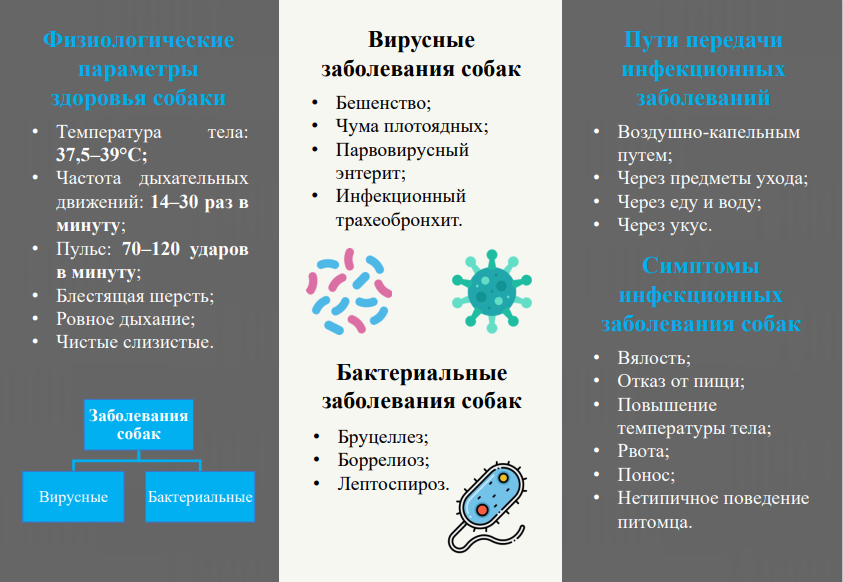 Физиологические
параметры
здоровья собаки
• Температура тела:
37,5–39°С;
• Частота дыхательных
движений: 14–30 раз в
минуту;
• Пульс: 70–120 ударов
в минуту;
• Блестящая шерсть;
• Ровное дыхание;
• Чистые слизистые.
Заболевания
собак
Вирусные
Бактериальные
Вирусные
заболевания собак
• Бешенство;
• Чума плотоядных;
• Парвовирусный
энтерит;
• Инфекционный
трахеобронхит.
Бактериальные
заболевания собак
• Бруцеллез;
• Боррелиоз;
• Лептоспироз.
Пути передачи
инфекционных
заболеваний
• Воздушно-капельным
путем;
• Через предметы ухода;
• Через еду и воду;
• Через укус.
Симптомы
инфекционных
заболевания собак
• Вялость;
• Отказ от пищи;
• Повышение
температуры тела;
• Рвота;
• Понос;
• Нетипичное поведение
питомца.